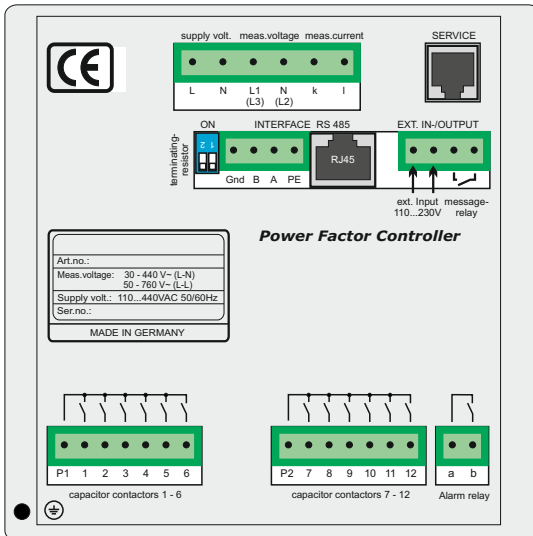 supply volt. meas.voltage meas.current SERVICE
CE
L N L1 N k l
(L3) (L2)
ON INTERFACE RS 485 EXT. IN-/OUTPUT
terminating-
resistor
2 1
RJ45
Gnd B A PE
ext. Input message-
110...230V relay
Power Factor Controller
Art.no.:
Meas.voltage: 30 - 440 V~ (L-N)
50 - 760 V~ (L-L)
Supply volt.: 110...440VAC 50/60Hz
Ser.no.:
MADE IN GERMANY
P1 1 2 3 4 5 6
capacitor contactors 1 - 6
P2 7 8 9 10 11 12
capacitor contactors 7 - 12
a b
Alarm relay